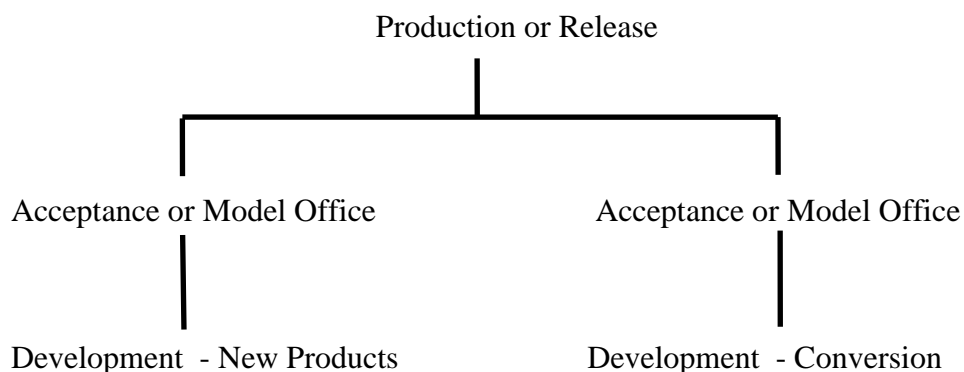 Production or Release
Acceptance or Model Office
Acceptance or Model Office
Development - New Products
Development - Conversion